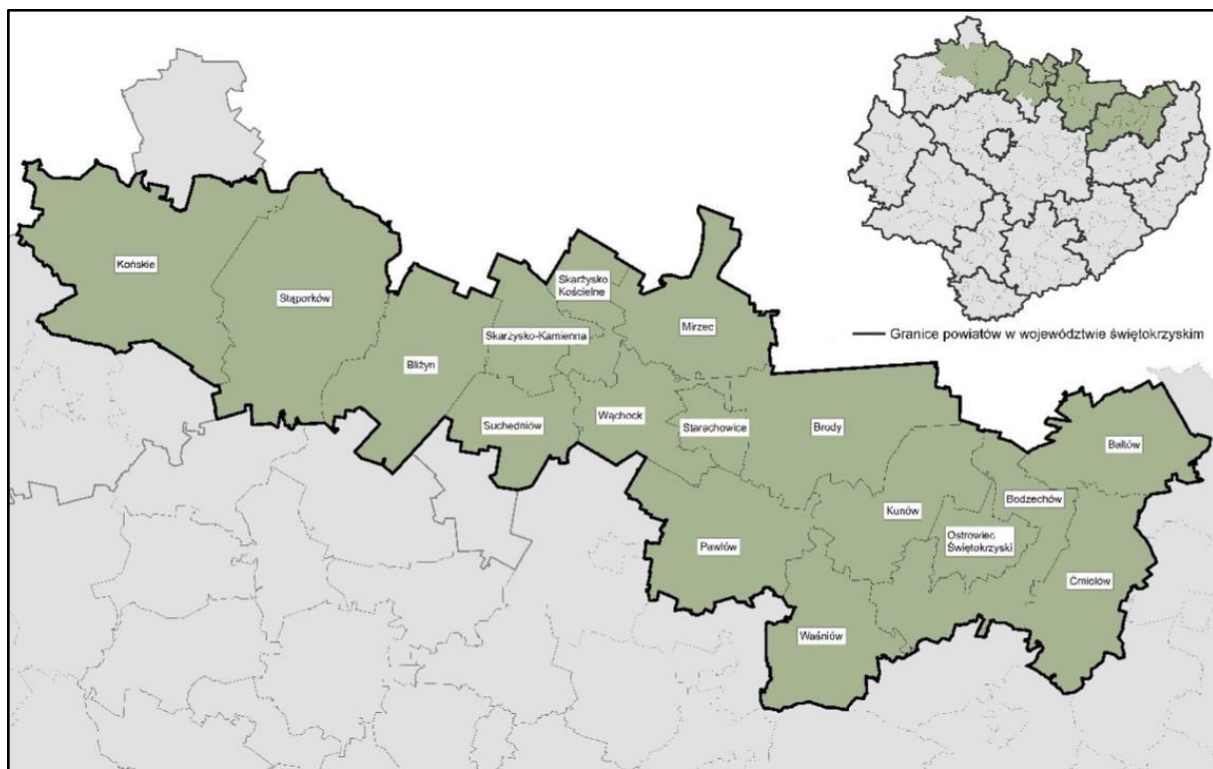 Końskie
Stąporków
Bliżyn
Skarżysko-Kamienna
Skarżysko
Kościelne
Mirzec
Suchedniów
Wąchock
Starachowice
Brody
Bałtów
Bodzechów
Kunów
Ostrowiec
Świętokrzyski
Pawłów
Ćmielów
Waśniów
Granice powiatów w województwie świętokrzyskim